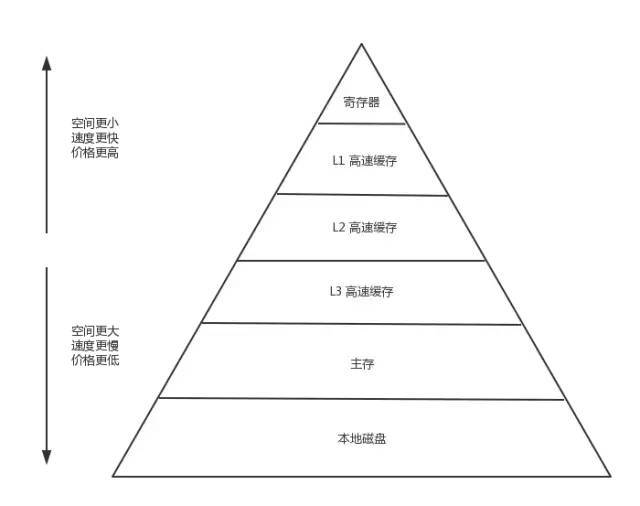 寄存器
空间更小
速度更快
价格更高
L1 高速缓存
L2 高速缓存
L3 高速缓存
空间更大
速度更慢
价格更低
主存
本地磁盘